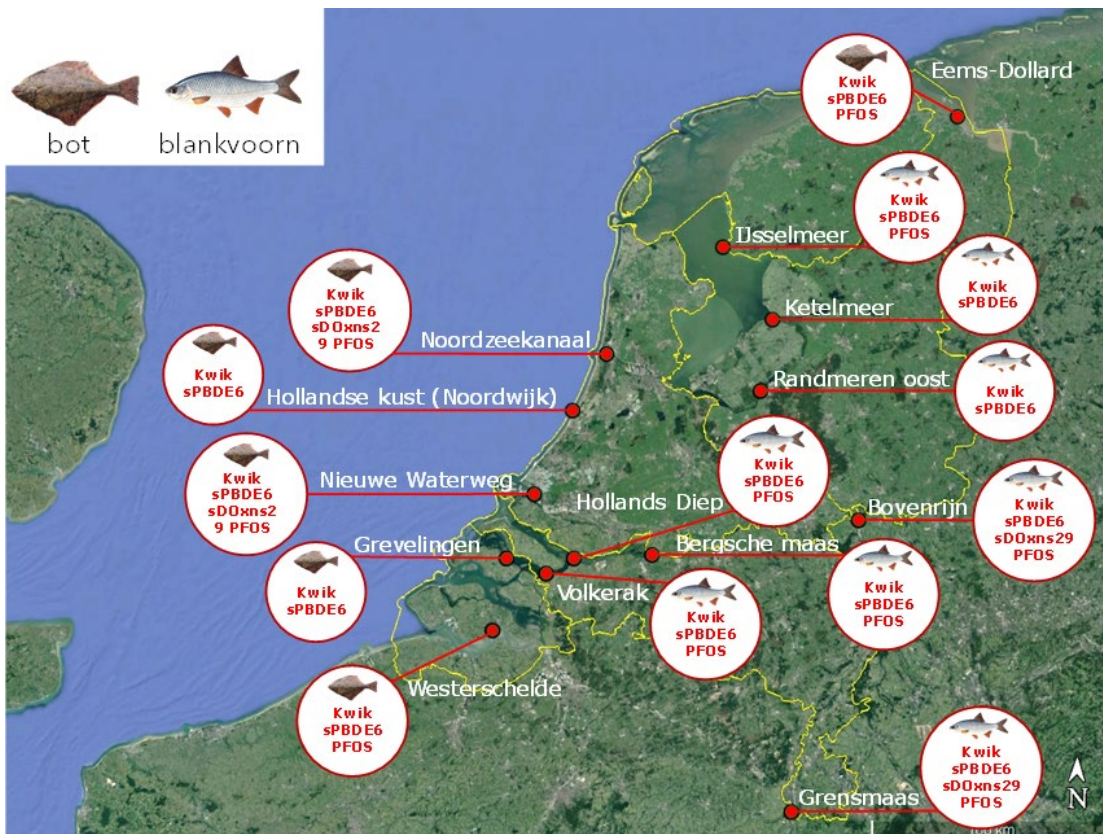 bot
blankvoorn
Kwik
sPBDE6
PFOS
Eems-Dollard
Kwik
sPBDE6
PFOS
IJsselmeer
Kwik
sPBDE6
Ketelmeer
Kwik
sPBDE6
sDOxns2
9 PFOS
Noordzeekanaal
Kwik
sPBDE6
Hollandse kust (Noordwijk)
Randmeren oost
Kwik
sPBDE6
Kwik
sPBDE6
sDOxns2
9 PFOS
Nieuwe Waterweg
Kwik
sPBDE6
PFOS
Hollands Diep
Bovenrijn
Kwik
sPBDE6
sDOxns29
PFOS
Grevelingen
Kwik
sPBDE6
Bergsche maas
Kwik
sPBDE6
PFOS
Volkerak
Kwik
sPBDE6
PFOS
Westerschelde
Kwik
sPBDE6
PFOS
Grensmaas
Kwik
sPBDE6
sDOxns29
PFOS
N
100 km